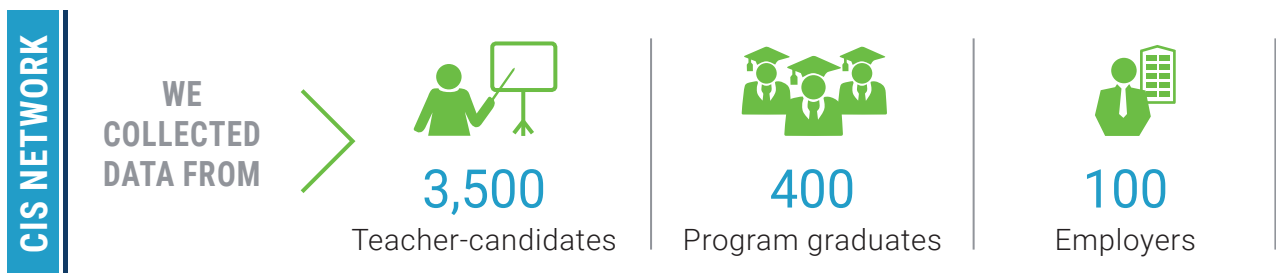 CIS NETWORK
WE
COLLECTED
DATA FROM
3,500
Teacher-candidates
400
Program graduates
100
Employers